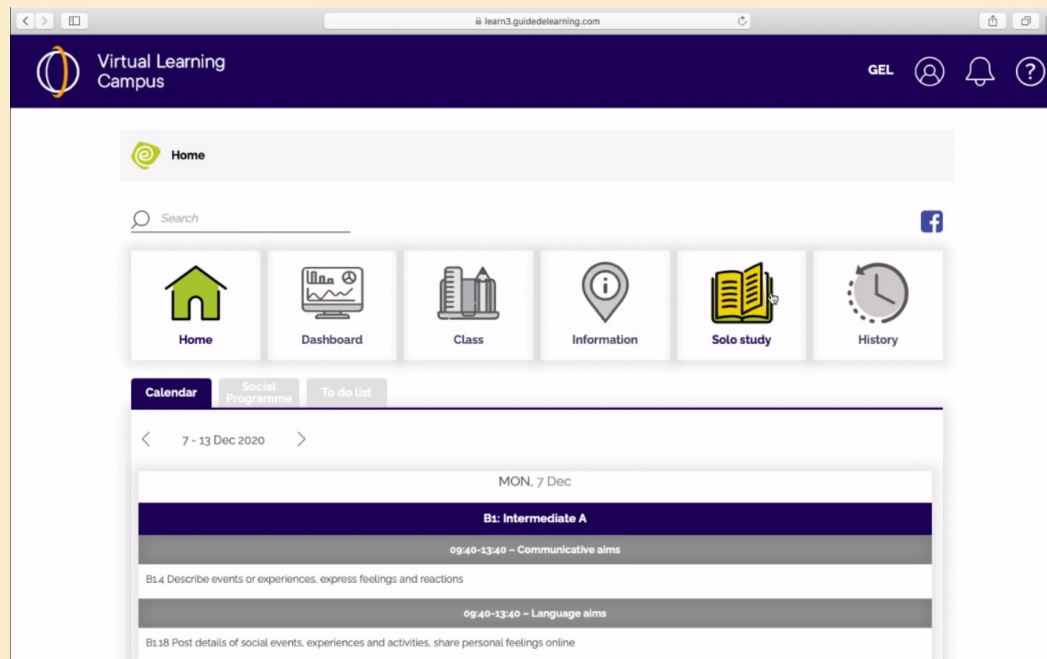 learn3.guidedelearning.com
Virtual Learning
Campus
GEL
?
Home
Search
f
Home
Dashboard
Class
Information
Solo study
History
Calendar
Social
Programme
To do list
7 - 13 Dec 2020
MON, 7 Dec
B1: Intermediate A
09:40-13:40 – Communicative aims
B1.4 Describe events or experiences, express feelings and reactions
09:40-13:40 – Language aims
B1.18 Post details of social events, experiences and activities, share personal feelings online